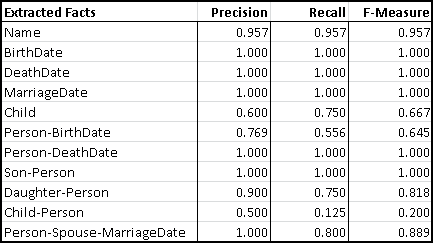 Extracted Facts Precision Recall F-Measure
Name 0.957 0.957 0.957
BirthDate 1.000 1.000 1.000
DeathDate 1.000 1.000 1.000
MarriageDate 1.000 1.000 1.000
Child 0.600 0.750 0.667
Person-BirthDate 0.769 0.556 0.645
Person-DeathDate 1.000 1.000 1.000
Son-Person 1.000 1.000 1.000
Daughter-Person 0.900 0.750 0.818
Child-Person 0.500 0.125 0.200
Person-Spouse-MarriageDate 1.000 0.800 0.889